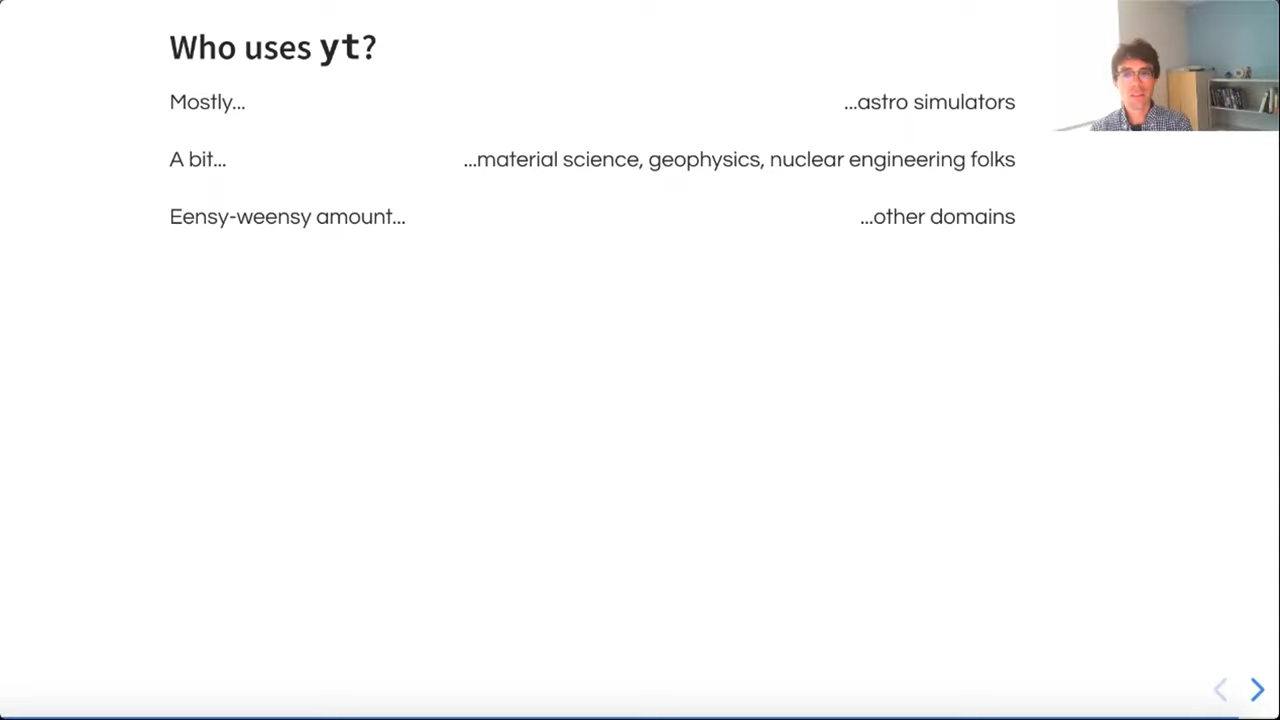 Who uses yt?
Mostly... ...astro simulators
A bit... ...material science, geophysics, nuclear engineering folks
Eensy-weensy amount... ...other domains